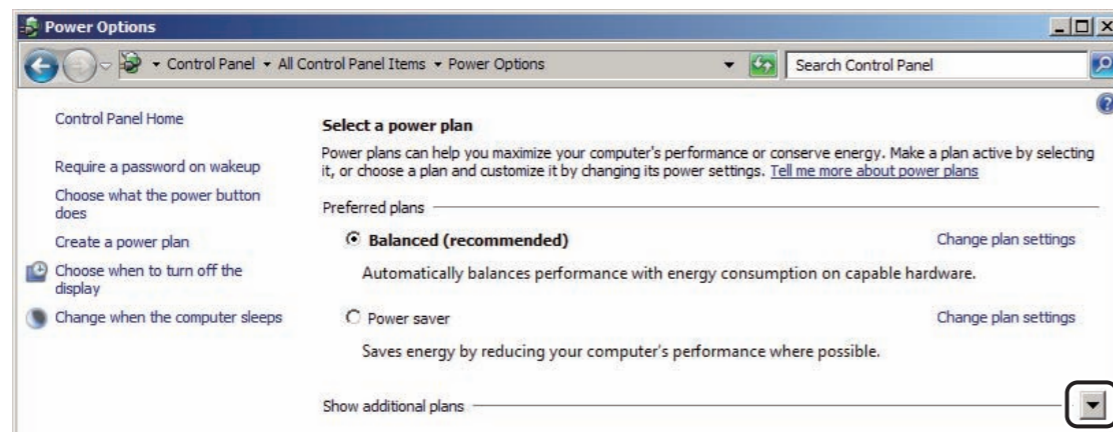 Power Options
Control Panel All Control Panel Items Power Options
Search Control Panel
Control Panel Home
Require a password on wakeup
Choose what the power button
does
Create a power plan
Choose when to turn off the
display
Change when the computer sleeps
Select a power plan
Power plans can help you maximize your computer's performance or conserve energy. Make a plan active by selecting
it, or choose a plan and customize it by changing its power settings. Tell me more about power plans
Preferred plans
Balanced (recommended) Change plan settings
Automatically balances performance with energy consumption on capable hardware.
Power saver Change plan settings
Saves energy by reducing your computer's performance where possible.
Show additional plans